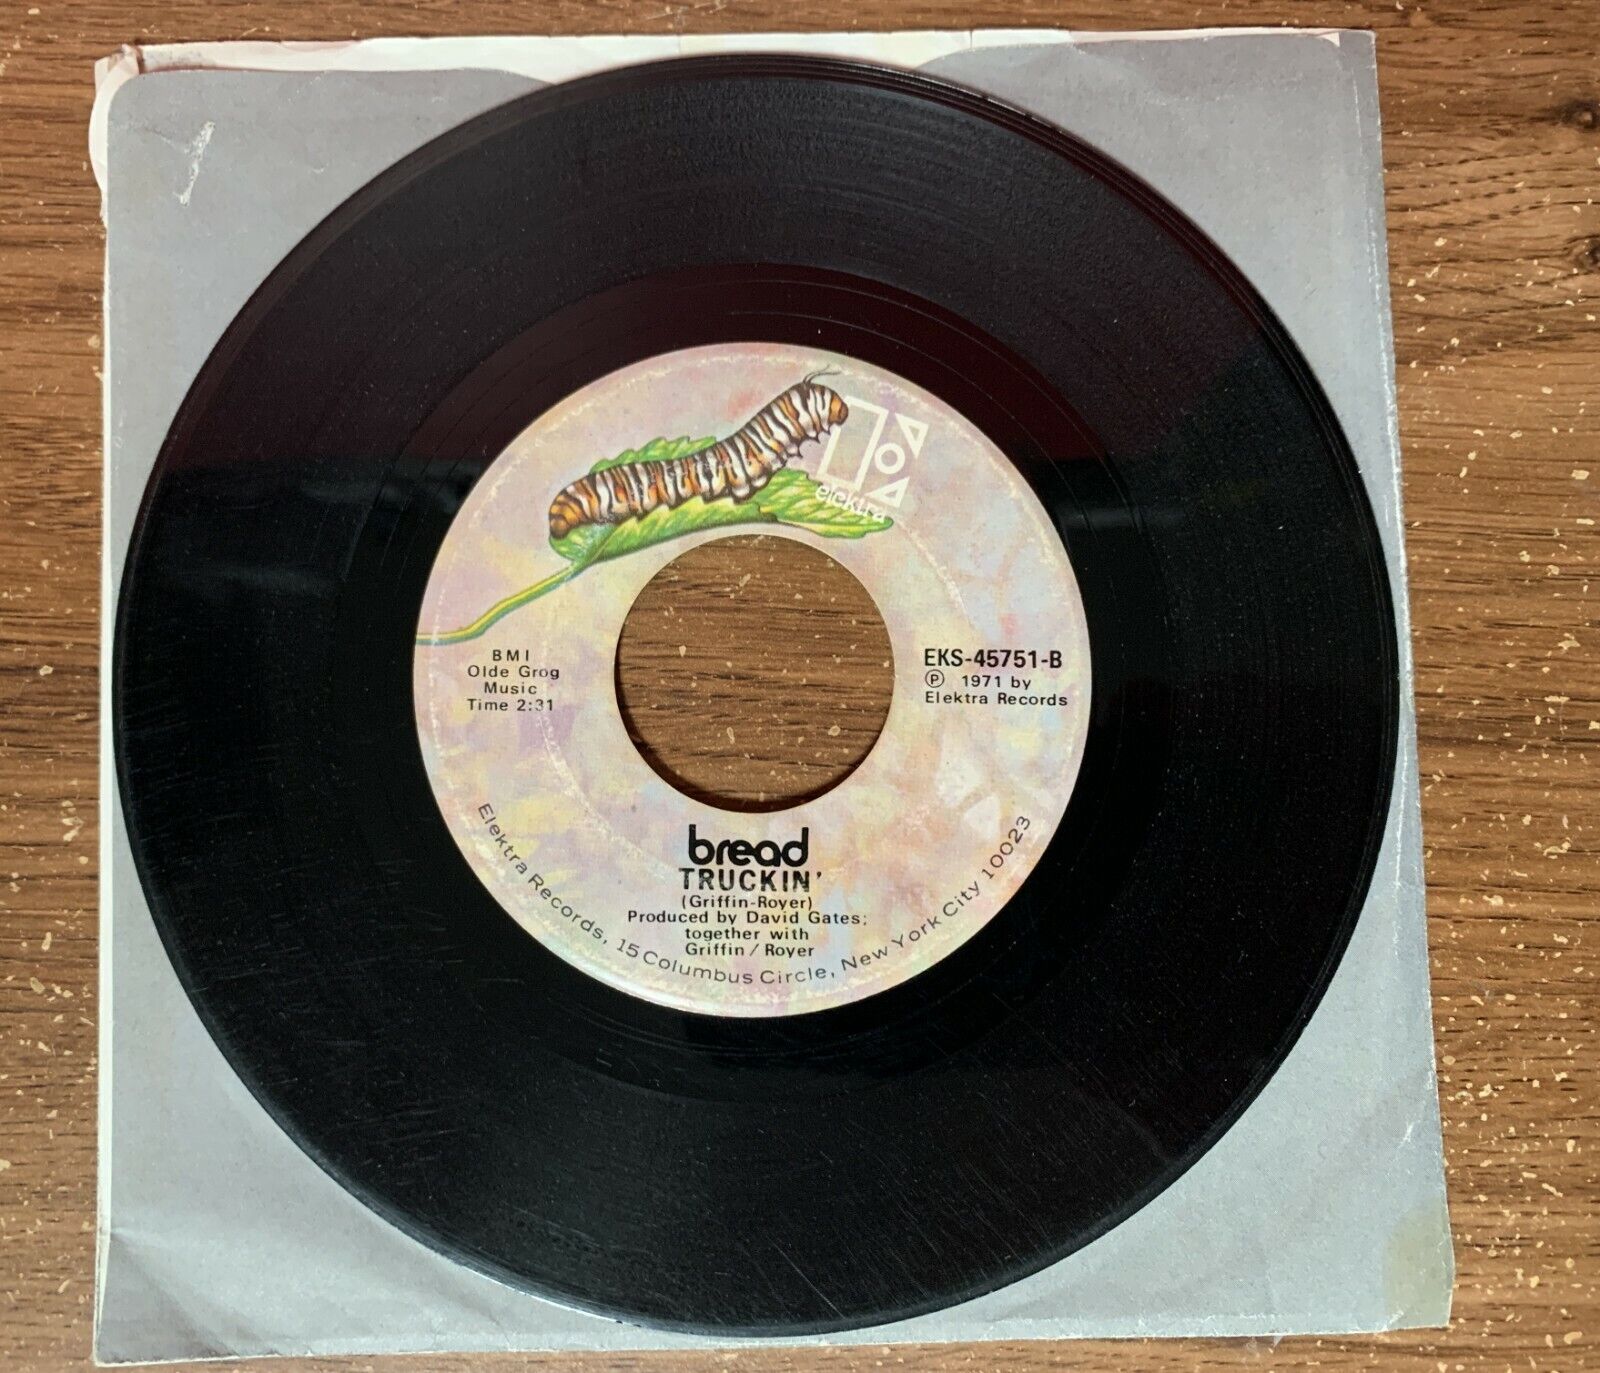 elektra
BMI
Olde Grog
Music
Time 2:31
EKS-45751-B
Ⓟ 1971 by
Elektra Records
bread
TRUCKIN'
(Griffin-Royer)
Produced by David Gates;
together with
Griffin / Royer
Elektra Records, 15 Columbus Circle, New York City 10023